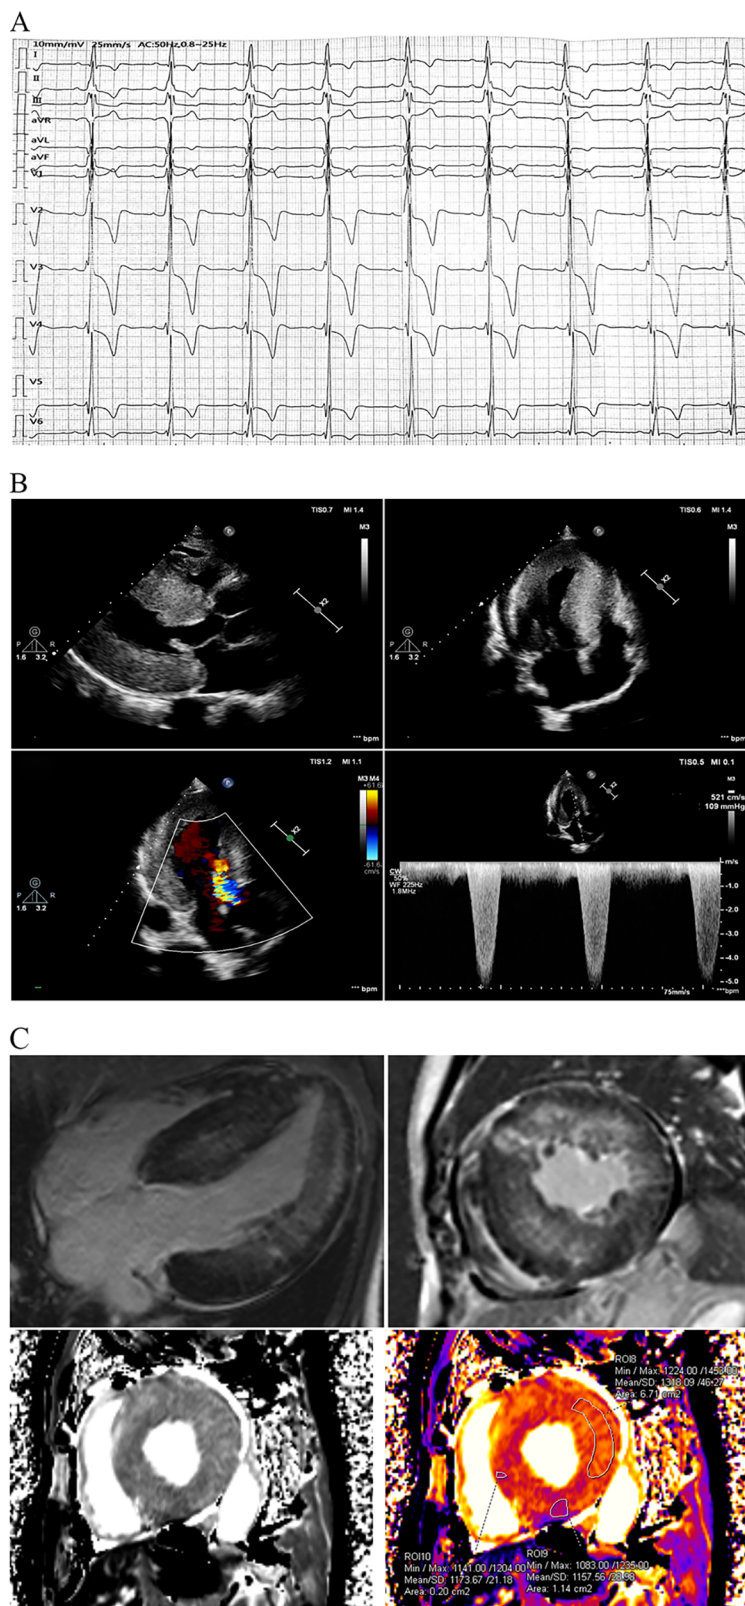 A
10mm/mV 25mm/s AC:50Hz,0.8~25Hz
I
II
III
aVR
aVL
aVF
V1
V2
V3
V4
V5
V6
B
TIS0.7 MI 1.4
M3
X2
G
P R
1.6 3.2
*** bpm
TIS0.6 MI 1.4
M3
X2
G
P R
1.6 3.2
*** bpm
TIS1.2 MI 1.1
M3 M4
+61.6
X2
-61.6
cm/s
G
P R
1.6 3.2
*** bpm
TIS0.5 MI 0.1
M3
X2
521 cm/s
109 mmHg
CW
50%
WF 225Hz
1.8MHz
m/s
-1.0
-2.0
-3.0
-4.0
-5.0
75mm/s
***bpm
C
ROI8
Min / Max: 1224.00 /1453.00
Mean/SD: 1318.09 /46.27
Area: 6.71 cm2
ROI10
Min / Max: 1141.00 /1204.00
Mean/SD: 1173.67 /21.18
Area: 0.20 cm2
ROI9
Min / Max: 1083.00 /1235.00
Mean/SD: 1157.56 /28.98
Area: 1.14 cm2